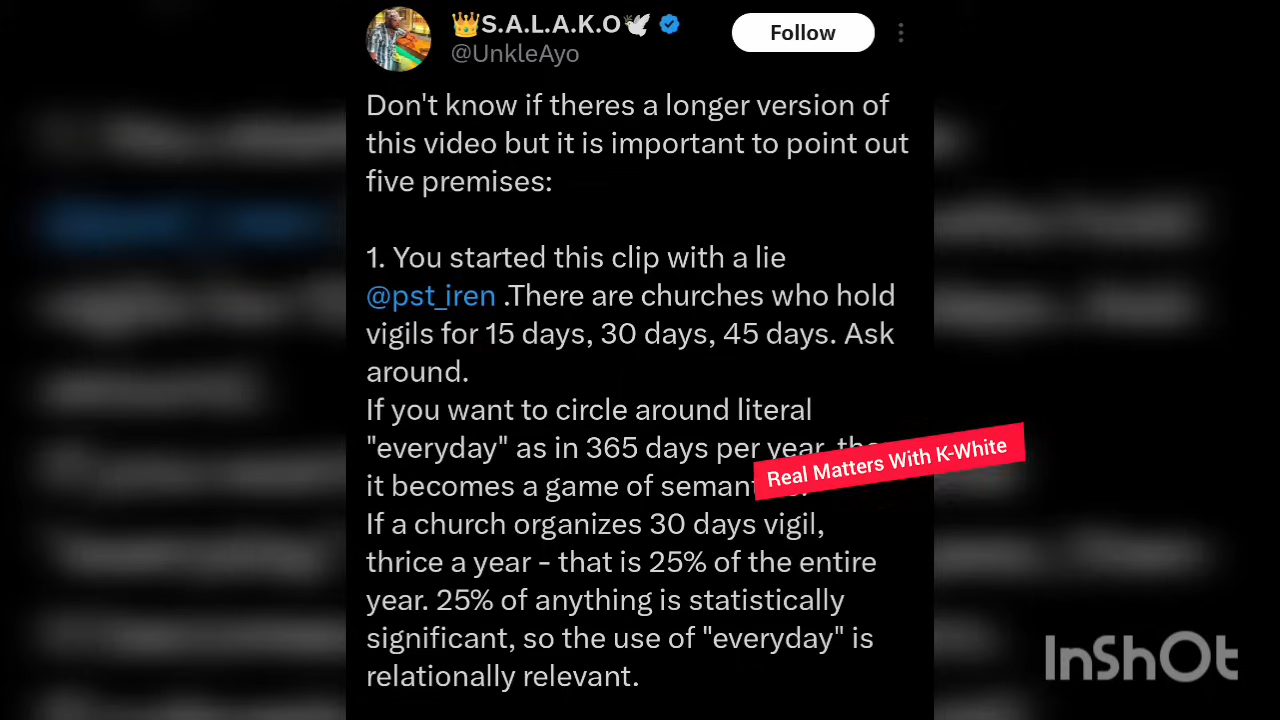 👑S.A.L.A.K.O🕊
@UnkleAyo
Follow
Don't know if theres a longer version of
this video but it is important to point out
five premises:
1. You started this clip with a lie
@pst_iren .There are churches who hold
vigils for 15 days, 30 days, 45 days. Ask
around.
If you want to circle around literal
"everyday" as in 365 days per year,
it becomes a game of
If a church organizes 30 days vigil,
thrice a year - that is 25% of the entire
year. 25% of anything is statistically
significant, so the use of "everyday" is
relationally relevant.
Real Matters With K-White
InShOt